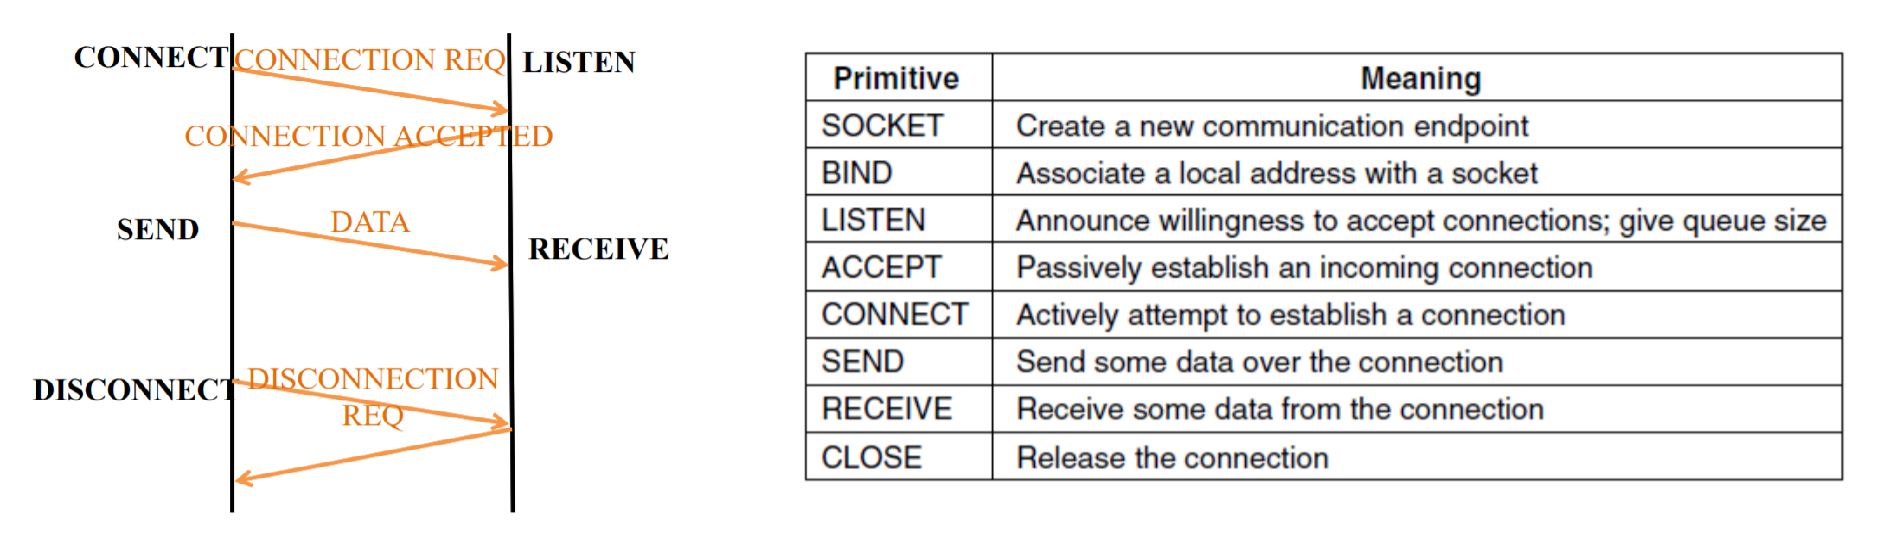 CONNECT CONNECTION REQ LISTEN
CONNECTION ACCEPTED
SEND DATA
RECEIVE
DISCONNECT DISCONNECTION
REQ
Primitive Meaning
SOCKET Create a new communication endpoint
BIND Associate a local address with a socket
LISTEN Announce willingness to accept connections; give queue size
ACCEPT Passively establish an incoming connection
CONNECT Actively attempt to establish a connection
SEND Send some data over the connection
RECEIVE Receive some data from the connection
CLOSE Release the connection